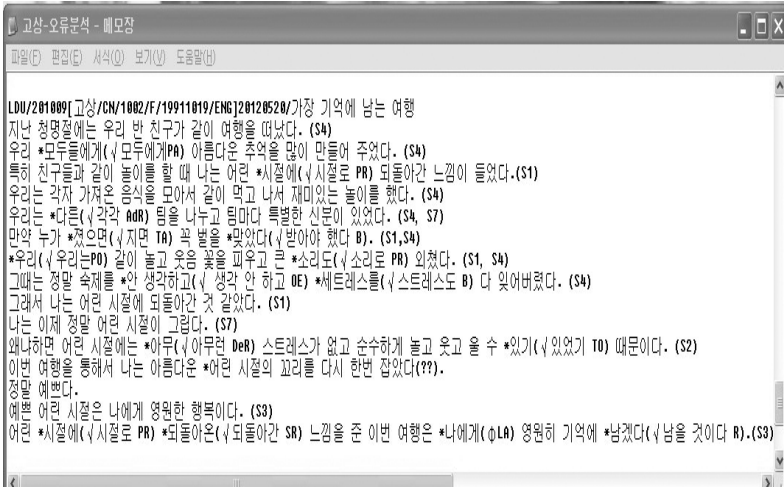 고상-오류분석 - 메모장
파일(F) 편집(E) 서식(O) 보기(V) 도움말(H)
LDU/201009[고상/CN/1002/F/19911019/ENG]20120520/가장 기억에 남는 여행
지난 청명절에는 우리 반 친구가 같이 여행을 떠났다. (S4)
우리 *모두들에게(√모두에게PA) 아름다운 추억을 많이 만들어 주었다. (S4)
특히 친구들과 같이 놀이를 할 때 나는 어린 *시절에(√시절로 PR) 되돌아간 느낌이 들었다.(S1)
우리는 각자 가져온 음식을 모아서 같이 먹고 나서 재미있는 놀이를 했다. (S4)
우리는 *다른(√각각 AdR) 팀을 나누고 팀마다 특별한 신분이 있었다. (S4, S7)
만약 누가 *졌으면(√지면 TA) 꼭 벌을 *맞았다(√받아야 했다 B). (S1,S4)
*우리(√우리는PO) 같이 놀고 웃음 꽃을 피우고 큰 *소리도(√소리로 PR) 외쳤다. (S1, S4)
그때는 정말 숙제를 *안 생각하고(√ 생각 안 하고 OE) *세트레스를(√스트레스도 B) 다 잊어버렸다. (S4)
그래서 나는 어린 시절에 되돌아간 것 같았다. (S1)
나는 이제 정말 어린 시절이 그립다. (S7)
왜냐하면 어린 시절에는 *아무(√아무런 DeR) 스트레스가 없고 순수하게 놀고 웃고 울 수 *있기(√있었기 TO) 때문이다. (S2)
이번 여행을 통해서 나는 아름다운 *어린 시절의 꼬리를 다시 한번 잡았다(??).
정말 예쁘다.
예쁜 어린 시절은 나에게 영원한 행복이다. (S3)
어린 *시절에(√시절로 PR) *되돌아온(√되돌아간 SR) 느낌을 준 이번 여행은 *나에게(ϕLA) 영원히 기억에 *남겠다(√남을 것이다 R).(S3)